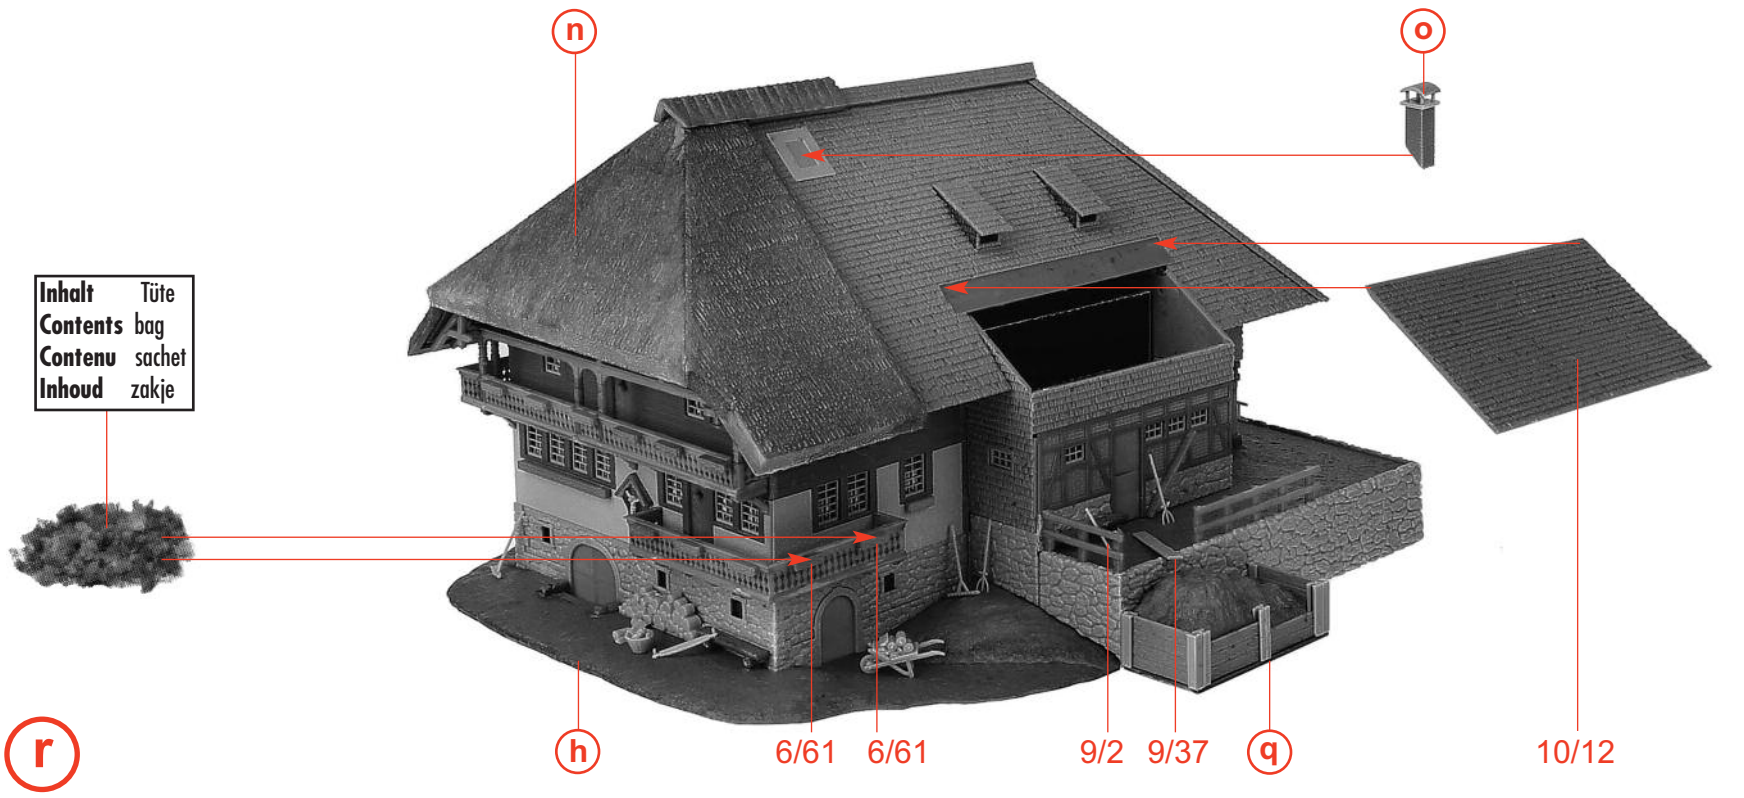 n
o
Inhalt Tüte
Contents bag
Contenu sachet
Inhoud zakje
r
h
6/61
6/61
9/2
9/37
q
10/12